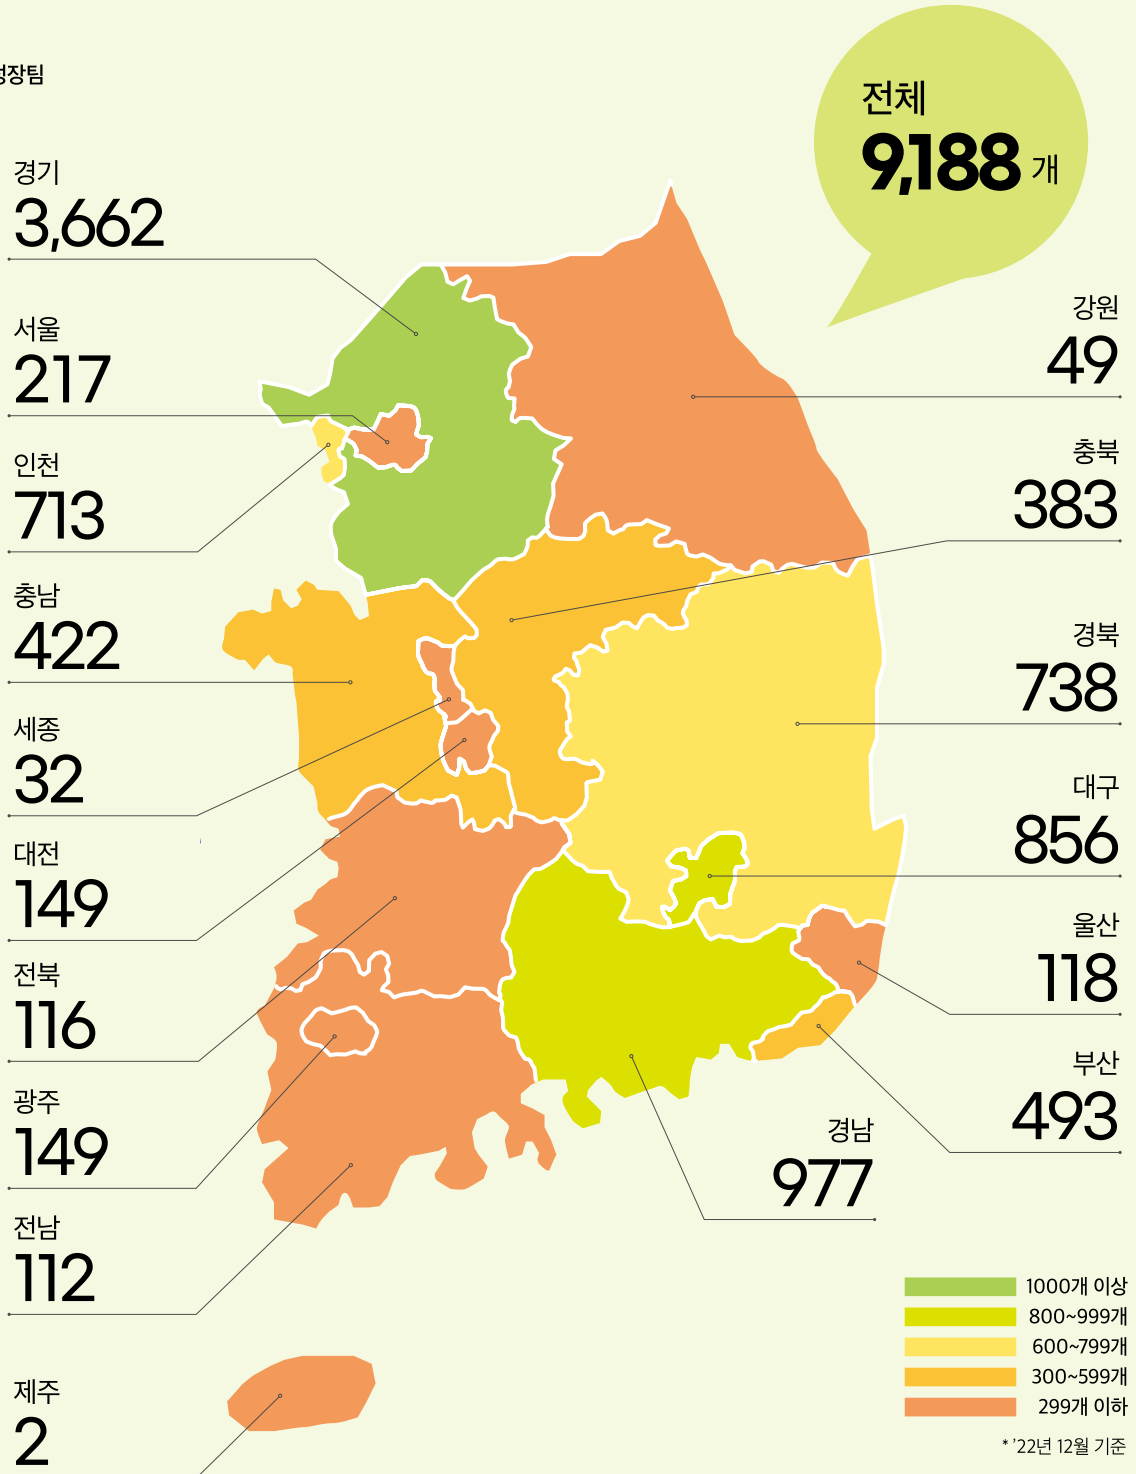 성장팀
전체
9,188 개
경기
3,662
서울
217
인천
713
충남
422
세종
32
대전
149
전북
116
광주
149
전남
112
제주
2
강원
49
충북
383
경북
738
대구
856
울산
118
부산
493
경남
977
1000개 이상
800~999개
600~799개
300~599개
299개 이하
* ’22년 12월 기준